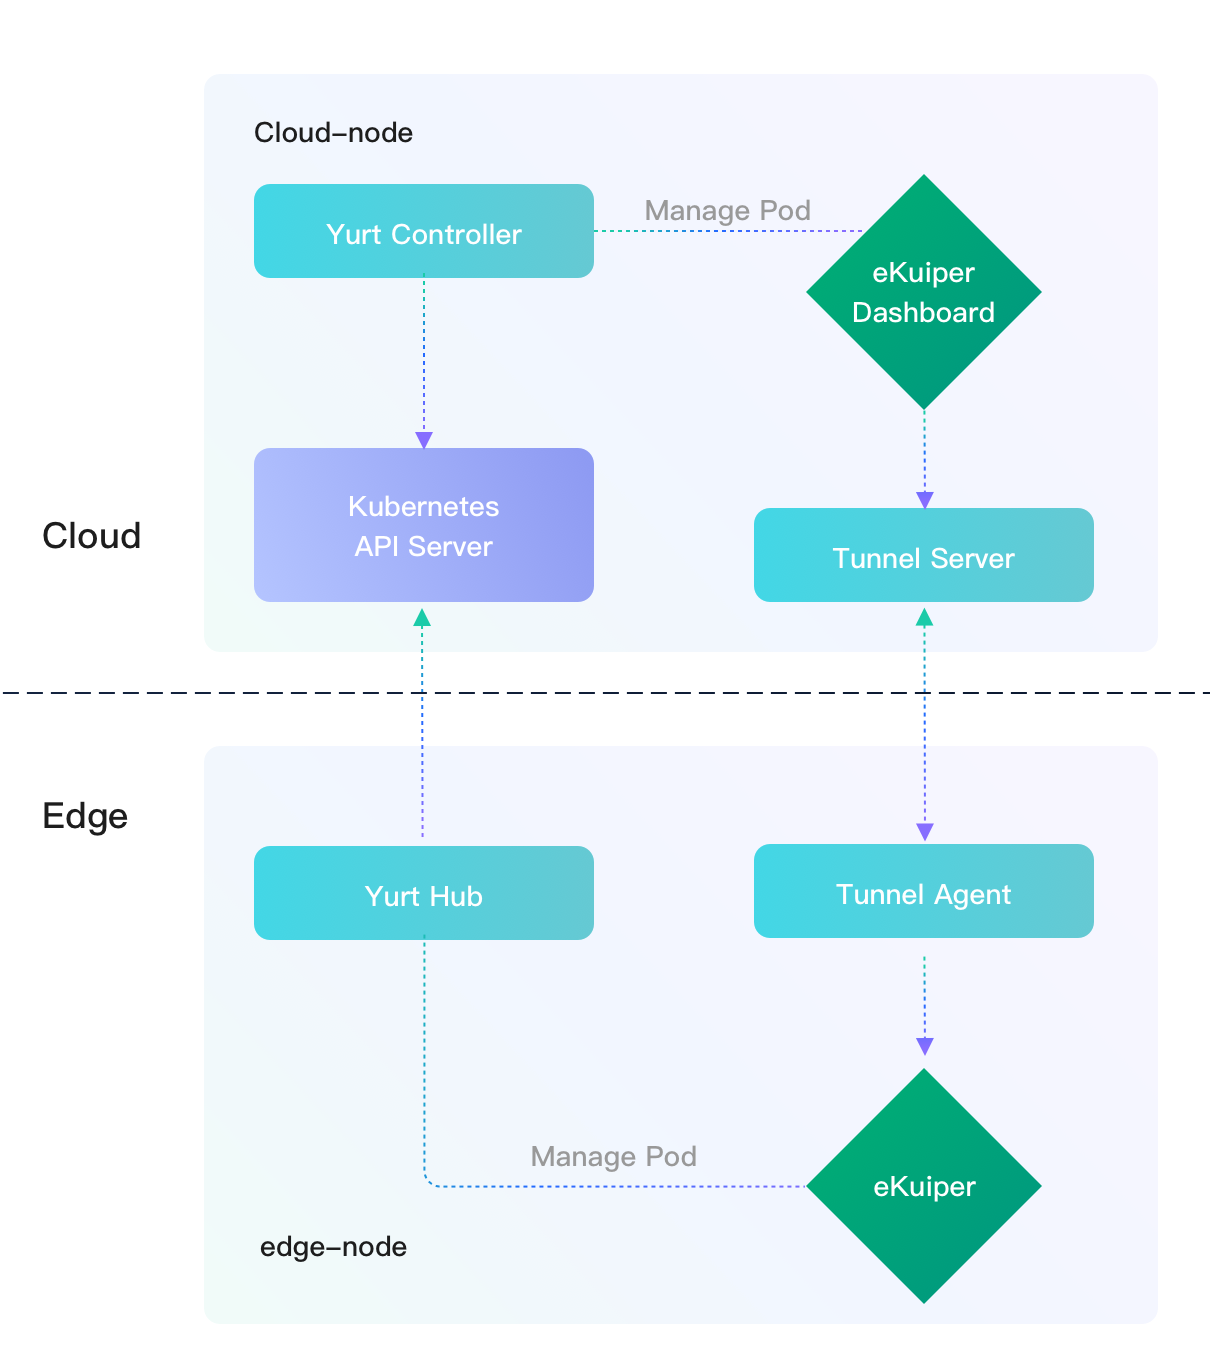 Cloud–node
Yurt Controller
Manage Pod
eKuiper
Dashboard
Kubernetes
API Server
Cloud
Tunnel Server
Edge
Yurt Hub
Tunnel Agent
Manage Pod
eKuiper
edge–node